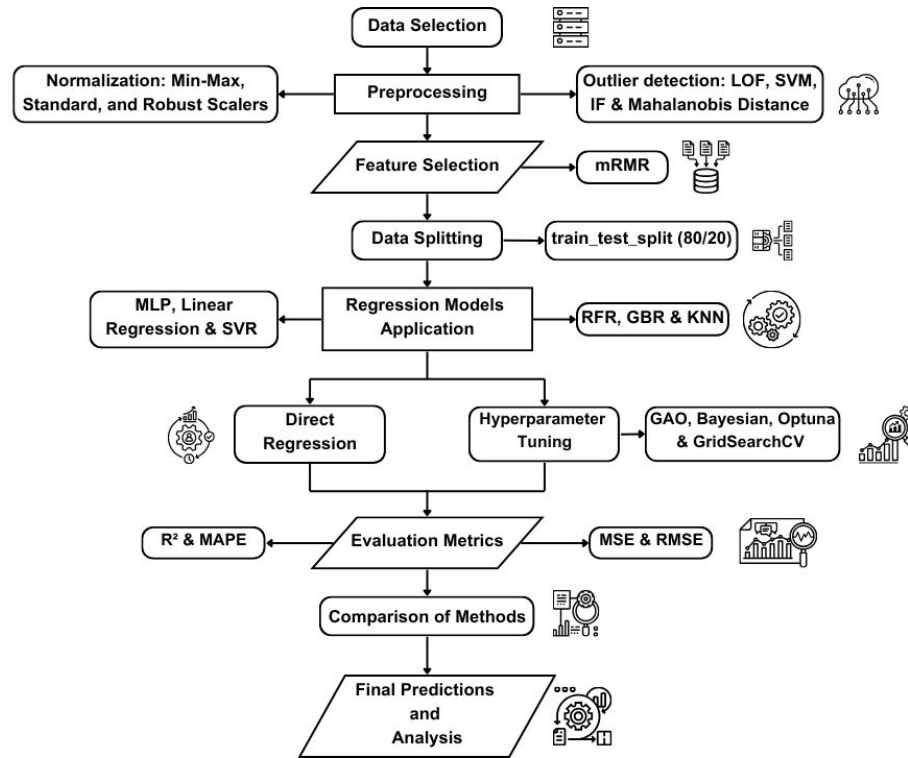 Data Selection
Normalization: Min-Max,
Standard, and Robust Scalers
Preprocessing
Outlier detection: LOF, SVM,
IF & Mahalanobis Distance
Feature Selection
mRMR
Data Splitting
train_test_split (80/20)
MLP, Linear
Regression & SVR
Regression Models
Application
RFR, GBR & KNN
Direct
Regression
Hyperparameter
Tuning
GAO, Bayesian, Optuna
& GridSearchCV
R² & MAPE
Evaluation Metrics
MSE & RMSE
Comparison of Methods
Final Predictions
and
Analysis